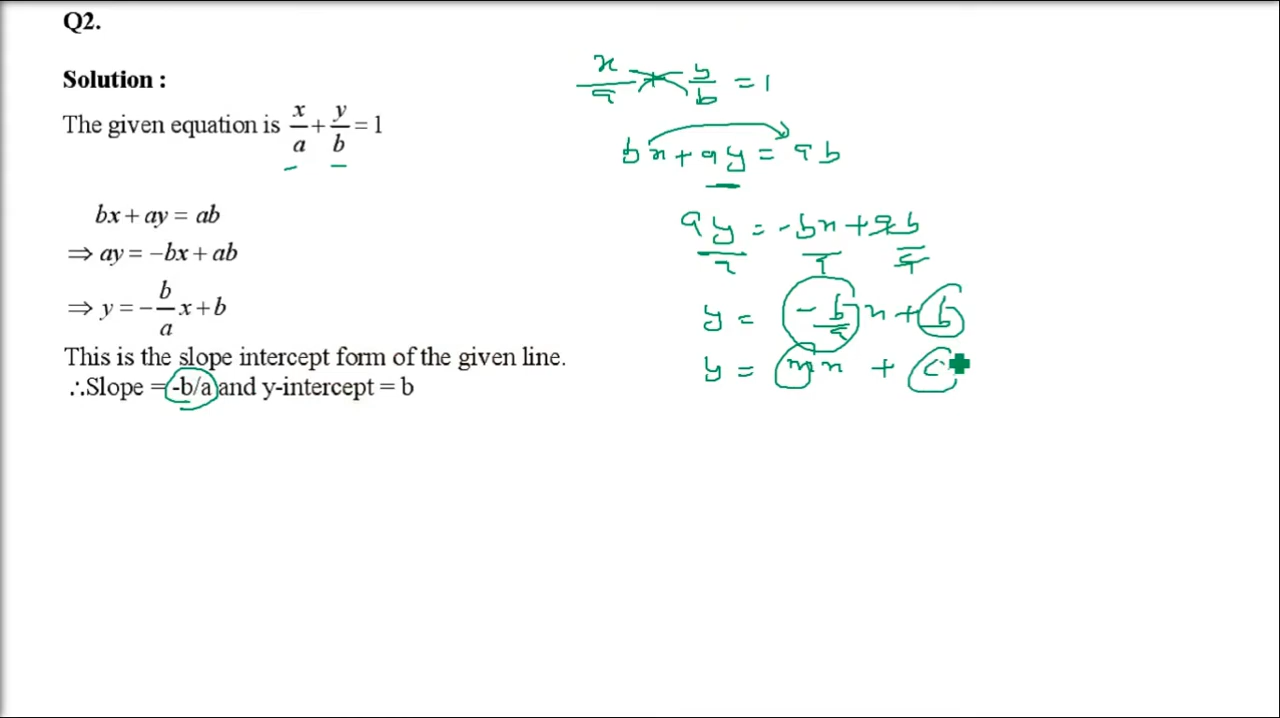 Q2.
Solution :
The given equation is x/a + y/b = 1
bx + ay = ab
⇒ ay = −bx + ab
⇒ y = −b/a x + b
This is the slope intercept form of the given line.
∴Slope = -b/a and y-intercept = b
x/a + y/b = 1
bx + ay = ab
ay/a = -bx/a + ab/a
y = -b/a x + b
y = mx + c